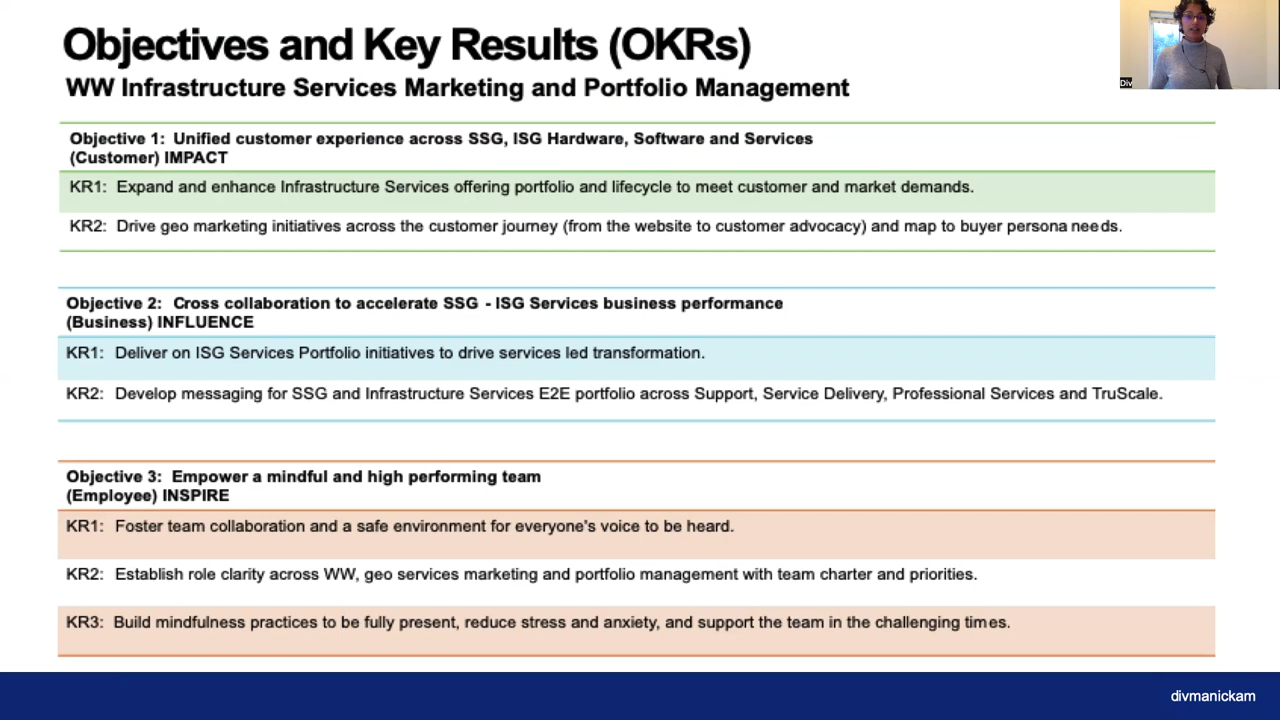 Objectives and Key Results (OKRs)
WW Infrastructure Services Marketing and Portfolio Management
Div
Objective 1: Unified customer experience across SSG, ISG Hardware, Software and Services
(Customer) IMPACT
KR1: Expand and enhance Infrastructure Services offering portfolio and lifecycle to meet customer and market demands.
KR2: Drive geo marketing initiatives across the customer journey (from the website to customer advocacy) and map to buyer persona needs.
Objective 2: Cross collaboration to accelerate SSG - ISG Services business performance
(Business) INFLUENCE
KR1: Deliver on ISG Services Portfolio initiatives to drive services led transformation.
KR2: Develop messaging for SSG and Infrastructure Services E2E portfolio across Support, Service Delivery, Professional Services and TruScale.
Objective 3: Empower a mindful and high performing team
(Employee) INSPIRE
KR1: Foster team collaboration and a safe environment for everyone's voice to be heard.
KR2: Establish role clarity across WW, geo services marketing and portfolio management with team charter and priorities.
KR3: Build mindfulness practices to be fully present, reduce stress and anxiety, and support the team in the challenging times.
divmanickam